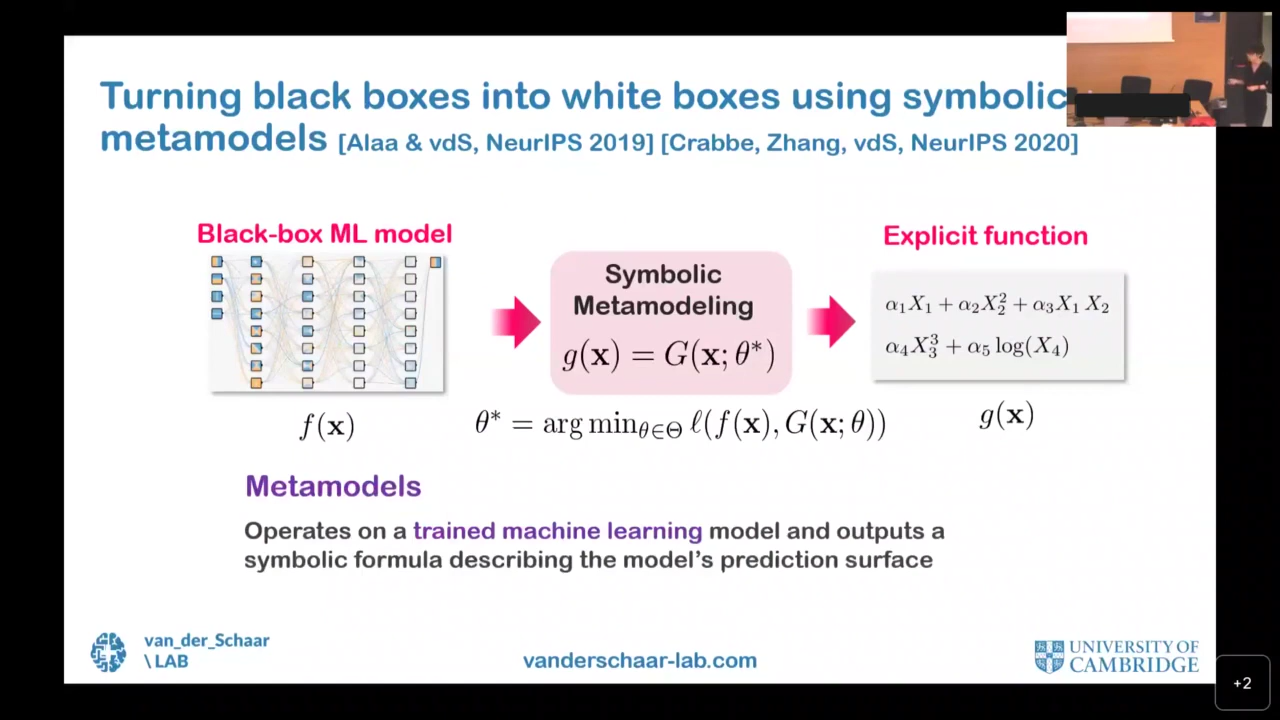 Turning black boxes into white boxes using symbolic
metamodels [Alaa & vdS, NeurIPS 2019] [Crabbe, Zhang, vdS, NeurIPS 2020]
Black-box ML model
Symbolic
Metamodeling
g(x) = G(x; θ*)
Explicit function
α₁X₁ + α₂X₂² + α₃X₁ X₂
α₄X₃³ + α₅ log(X₄)
f(x)
θ* = arg min_{θ∈Θ} ℓ(f(x), G(x; θ))
g(x)
Metamodels
Operates on a trained machine learning model and outputs a
symbolic formula describing the model's prediction surface
van_der_Schaar
\ LAB
vanderschaar-lab.com
UNIVERSITY OF
CAMBRIDGE
+2